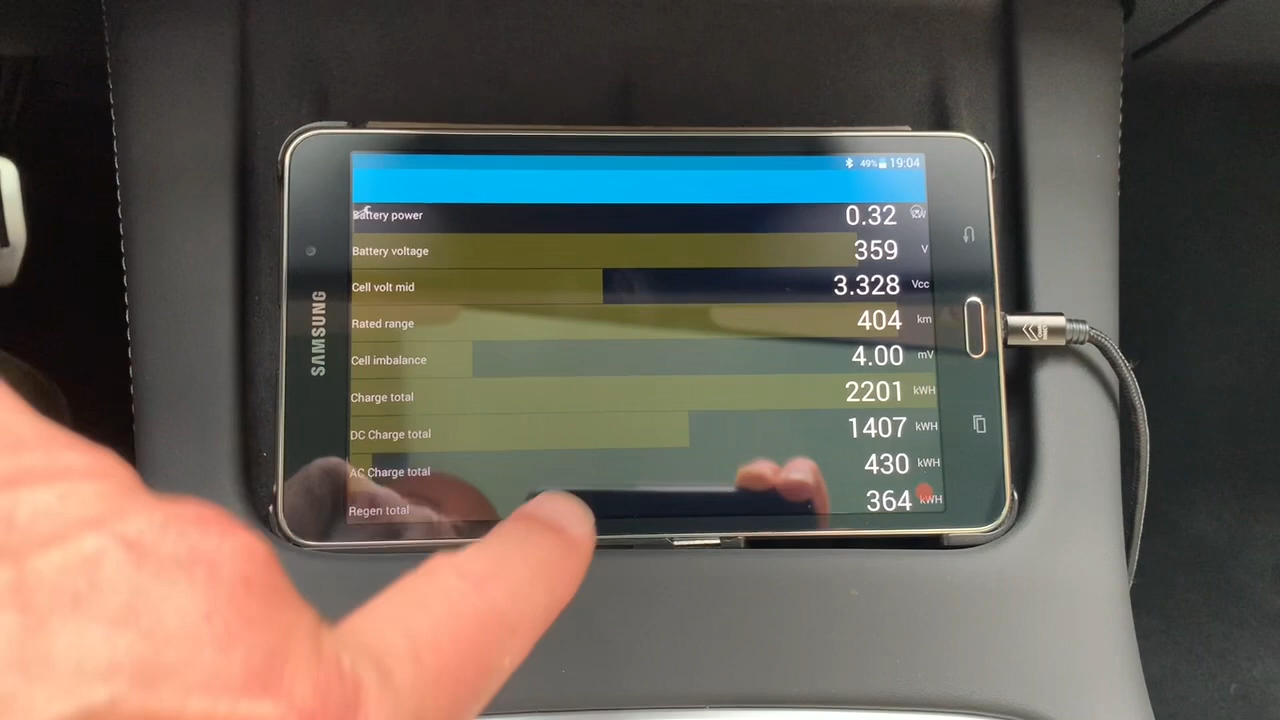 49% 19:04
Battery power 0.32
Battery voltage 359 V
Cell volt mid 3.328 Vcc
Rated range 404 km
Cell imbalance 4.00 mV
Charge total 2201 kWH
DC Charge total 1407 kWH
AC Charge total 430 kWH
Regen total 364 kWH
SAMSUNG